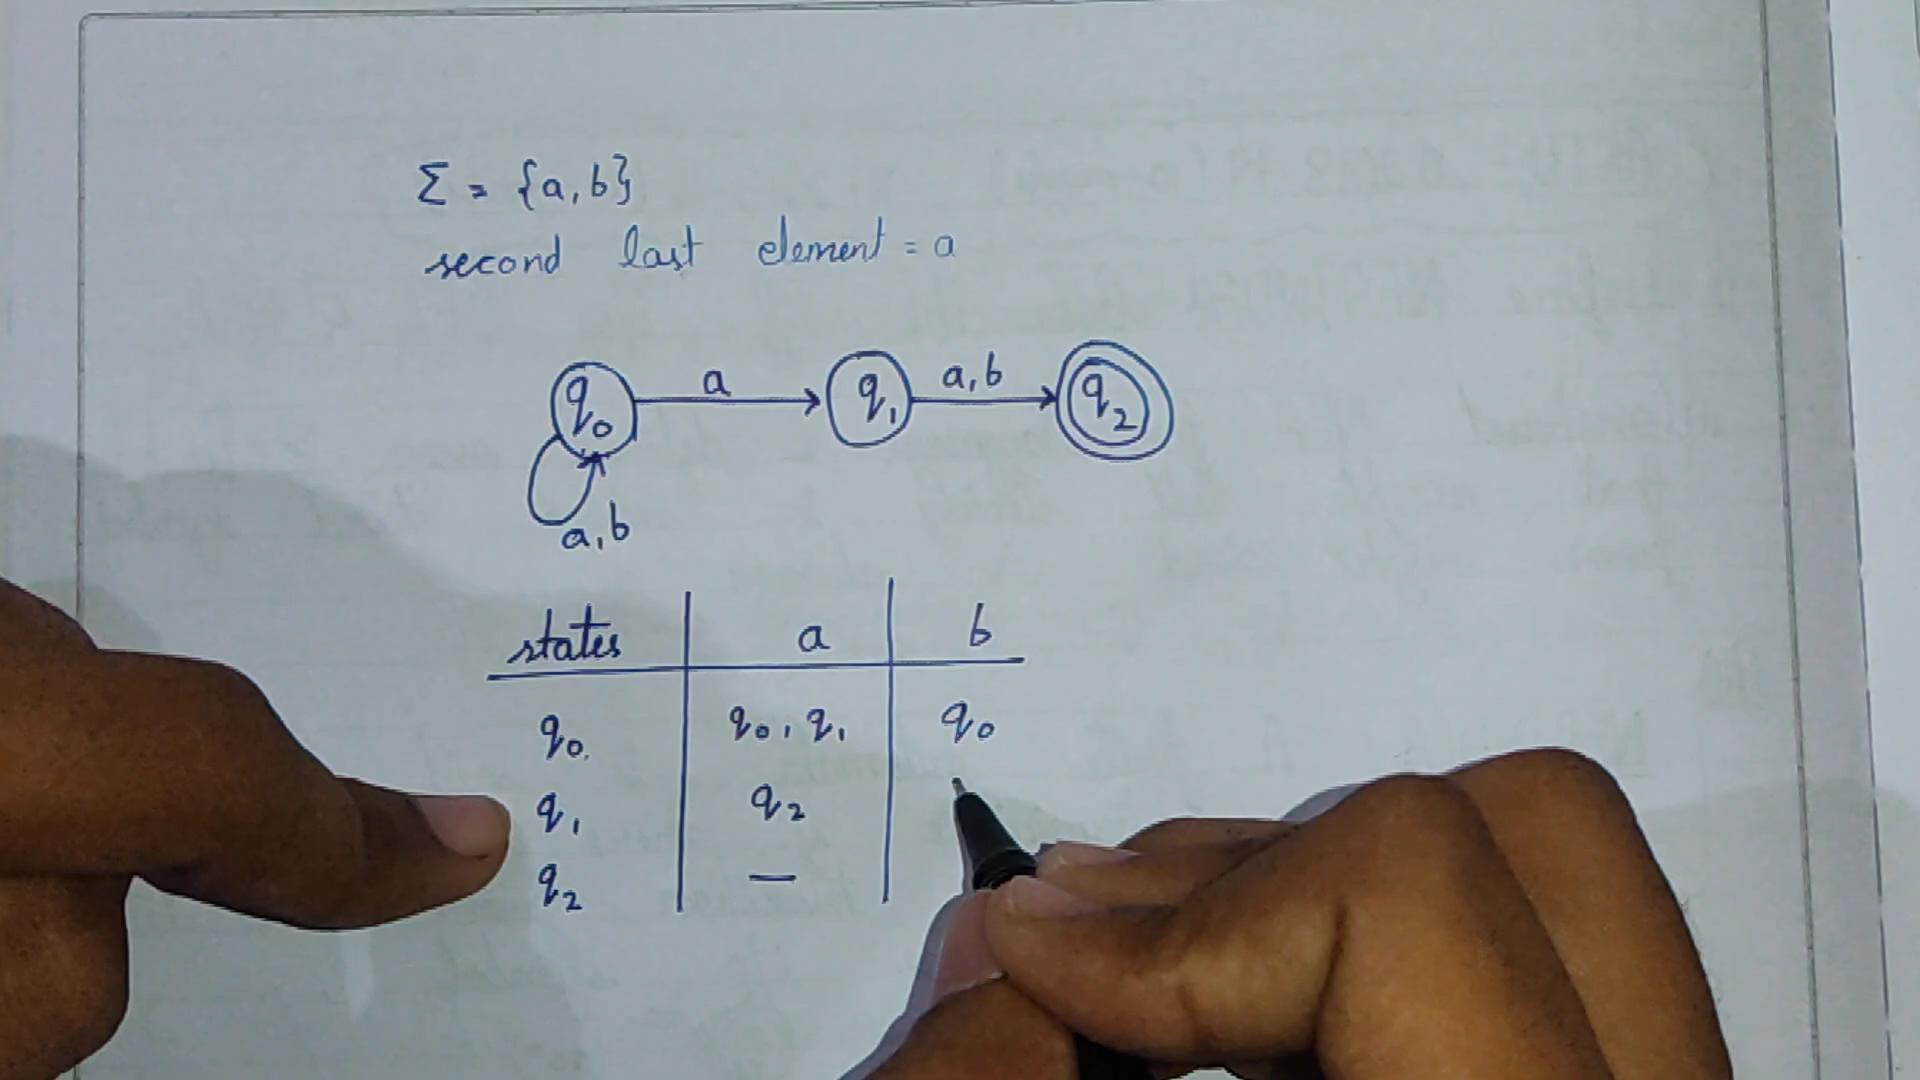 Σ = {a, b}
second last element = a
q0 a q1 a, b q2
a, b
states a b
q0 q0, q1 q0
q1 q2
q2 —